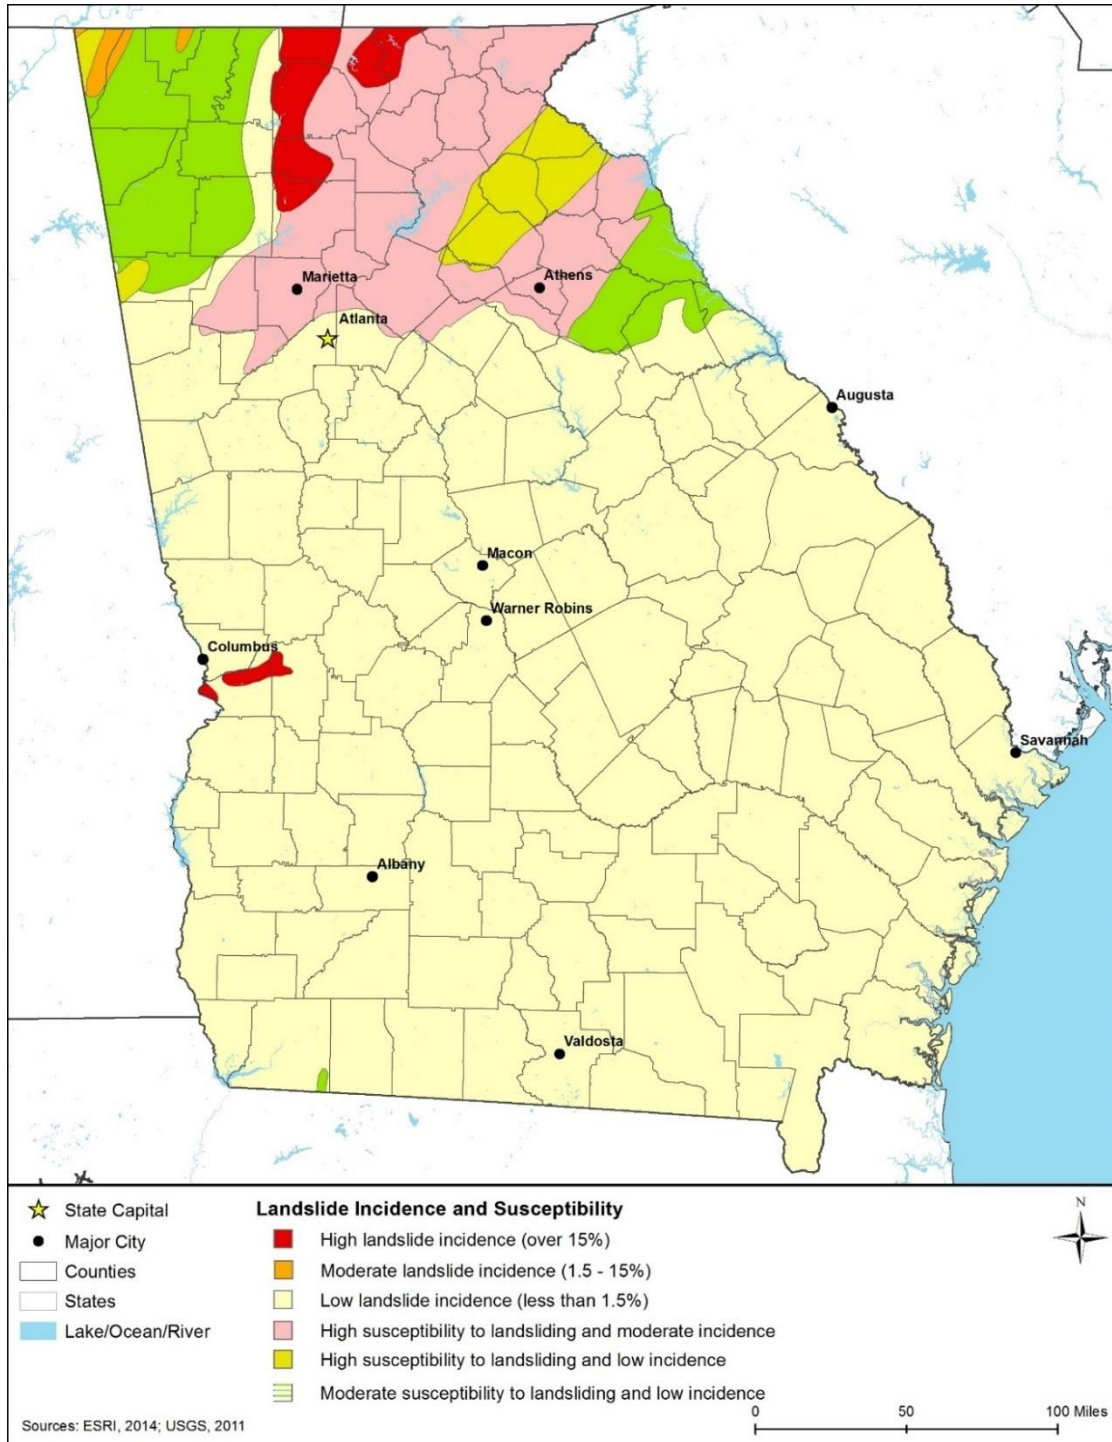 Marietta
Athens
Atlanta
Augusta
Macon
Warner Robins
Columbus
Savannah
Albany
Valdosta
State Capital
Major City
Counties
States
Lake/Ocean/River
Landslide Incidence and Susceptibility
High landslide incidence (over 15%)
Moderate landslide incidence (1.5 - 15%)
Low landslide incidence (less than 1.5%)
High susceptibility to landsliding and moderate incidence
High susceptibility to landsliding and low incidence
Moderate susceptibility to landsliding and low incidence
N
0 50 100 Miles
Sources: ESRI, 2014; USGS, 2011